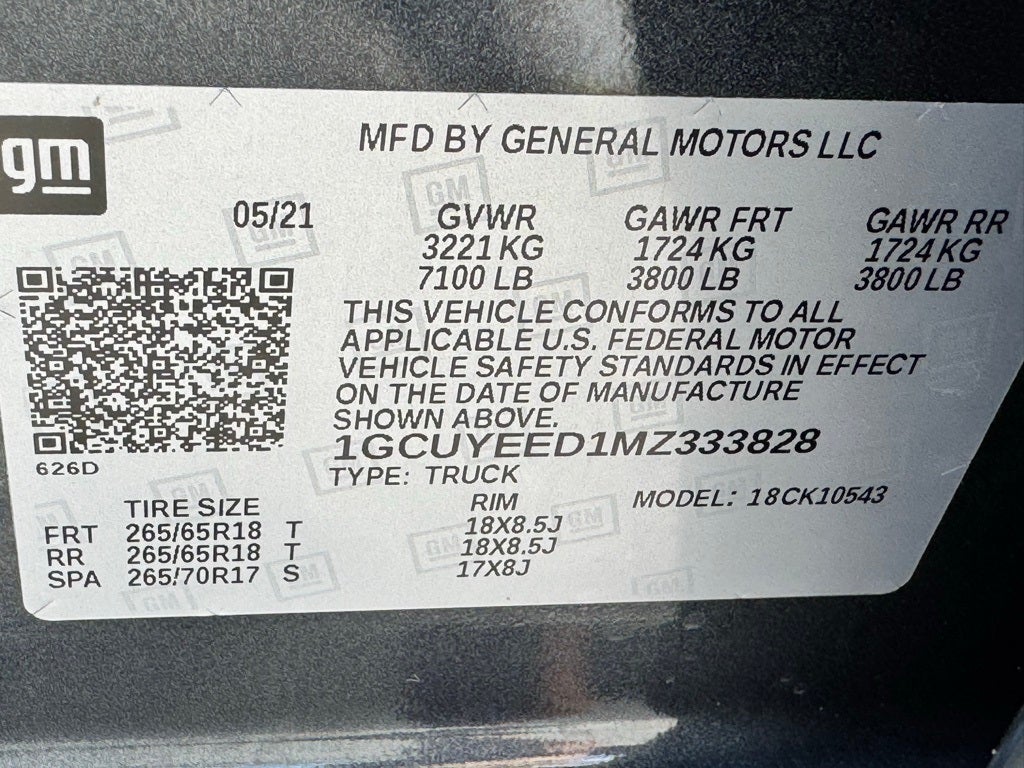 gm
MFD BY GENERAL MOTORS LLC
05/21 GVWR GAWR FRT GAWR RR
3221 KG 1724 KG 1724 KG
7100 LB 3800 LB 3800 LB
THIS VEHICLE CONFORMS TO ALL
APPLICABLE U.S. FEDERAL MOTOR
VEHICLE SAFETY STANDARDS IN EFFECT
ON THE DATE OF MANUFACTURE
SHOWN ABOVE.
1GCUYEED1MZ333828
626D
TYPE: TRUCK
TIRE SIZE RIM MODEL: 18CK10543
FRT 265/65R18 T 18X8.5J
RR 265/65R18 T 18X8.5J
SPA 265/70R17 S 17X8J